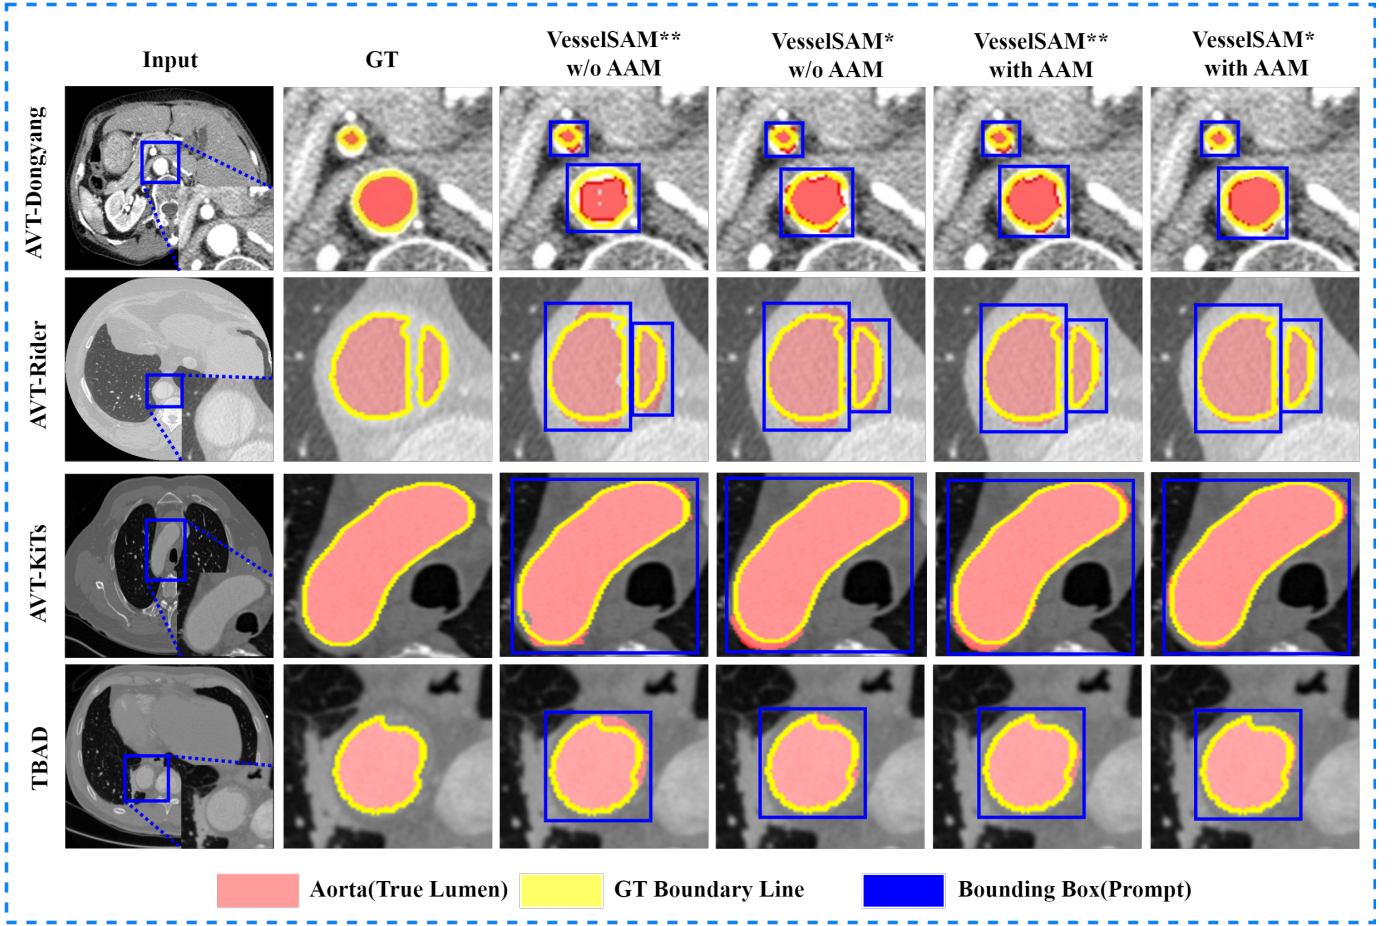 Input
GT
VesselSAM**
w/o AAM
VesselSAM*
w/o AAM
VesselSAM**
with AAM
VesselSAM*
with AAM
AVT-Dongyang
AVT-Rider
AVT-KiTs
TBAD
Aorta(True Lumen)
GT Boundary Line
Bounding Box(Prompt)